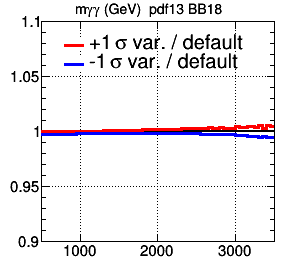 mγγ (GeV) pdf13 BB18
1.1
+1 σ var. / default
-1 σ var. / default
1.05
1
0.95
0.9
1000 2000 3000